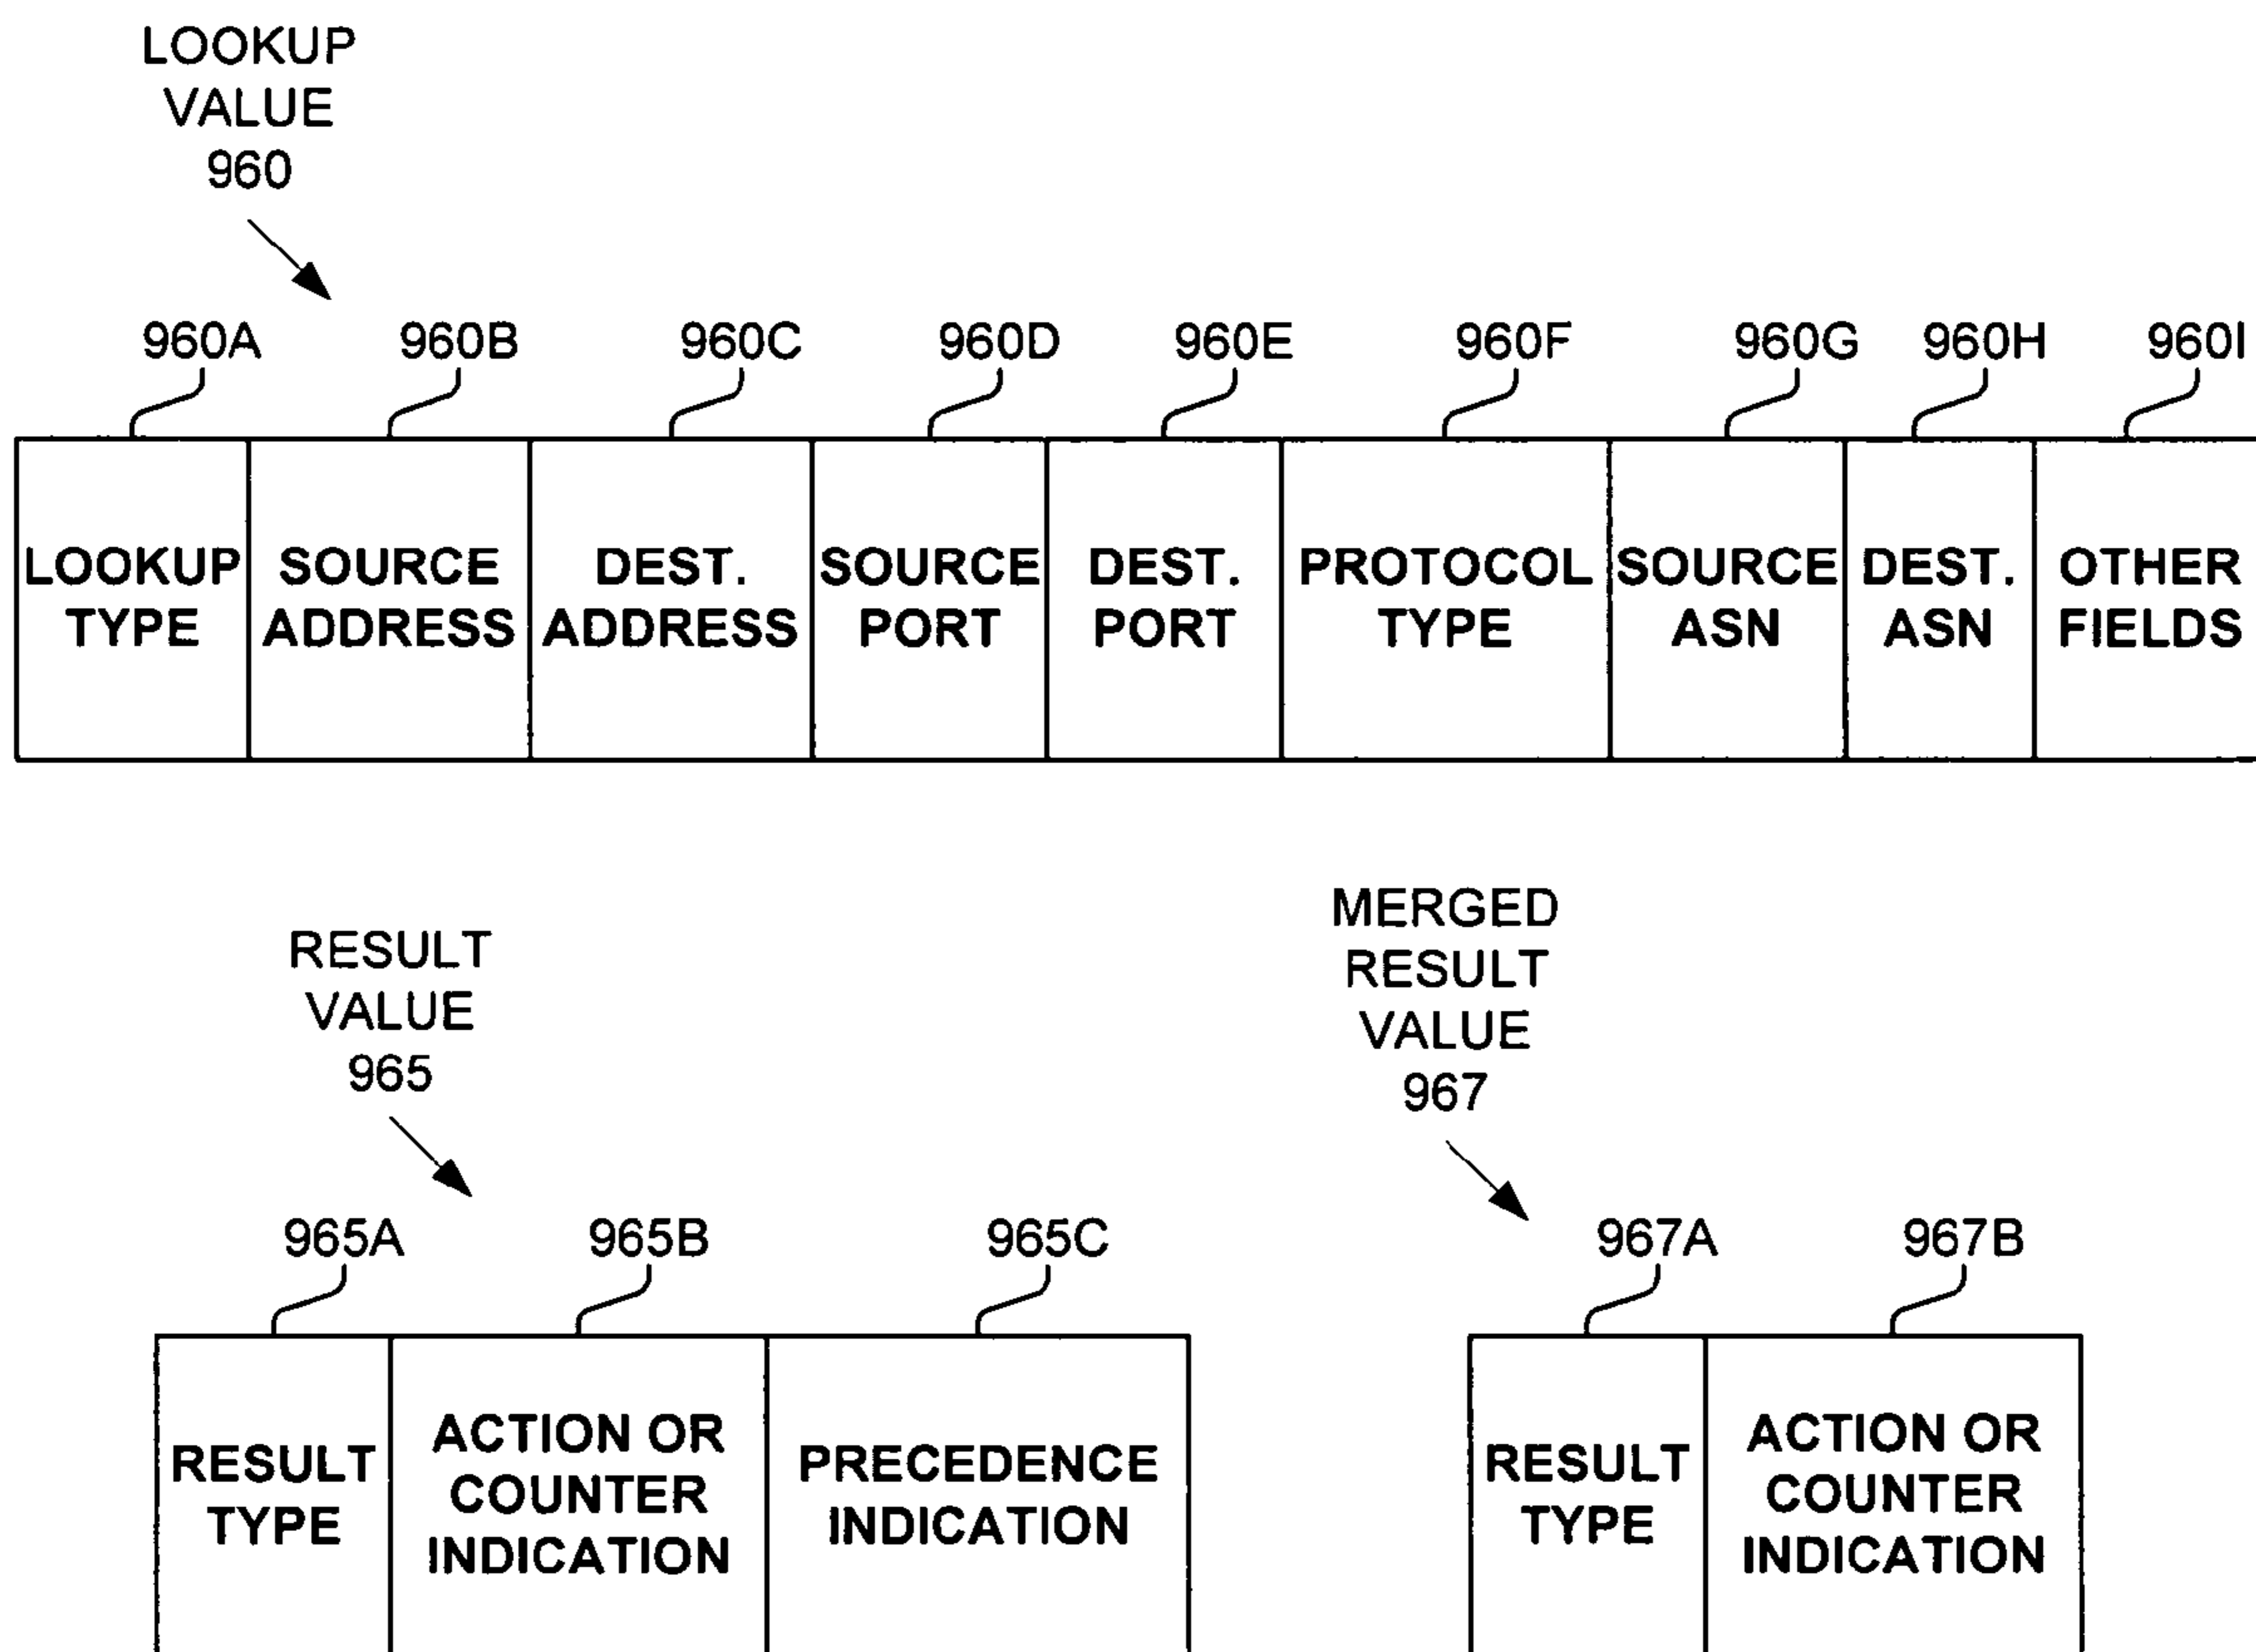 LOOKUP
VALUE
960
960A 960B 960C 960D 960E 960F 960G 960H 960I
LOOKUP TYPE
SOURCE ADDRESS
DEST. ADDRESS
SOURCE PORT
DEST. PORT
PROTOCOL TYPE
SOURCE ASN
DEST. ASN
OTHER FIELDS
RESULT
VALUE
965
965A 965B 965C
RESULT
TYPE
ACTION OR
COUNTER
INDICATION
PRECEDENCE
INDICATION
MERGED
RESULT
VALUE
967
967A 967B
RESULT
TYPE
ACTION OR
COUNTER
INDICATION